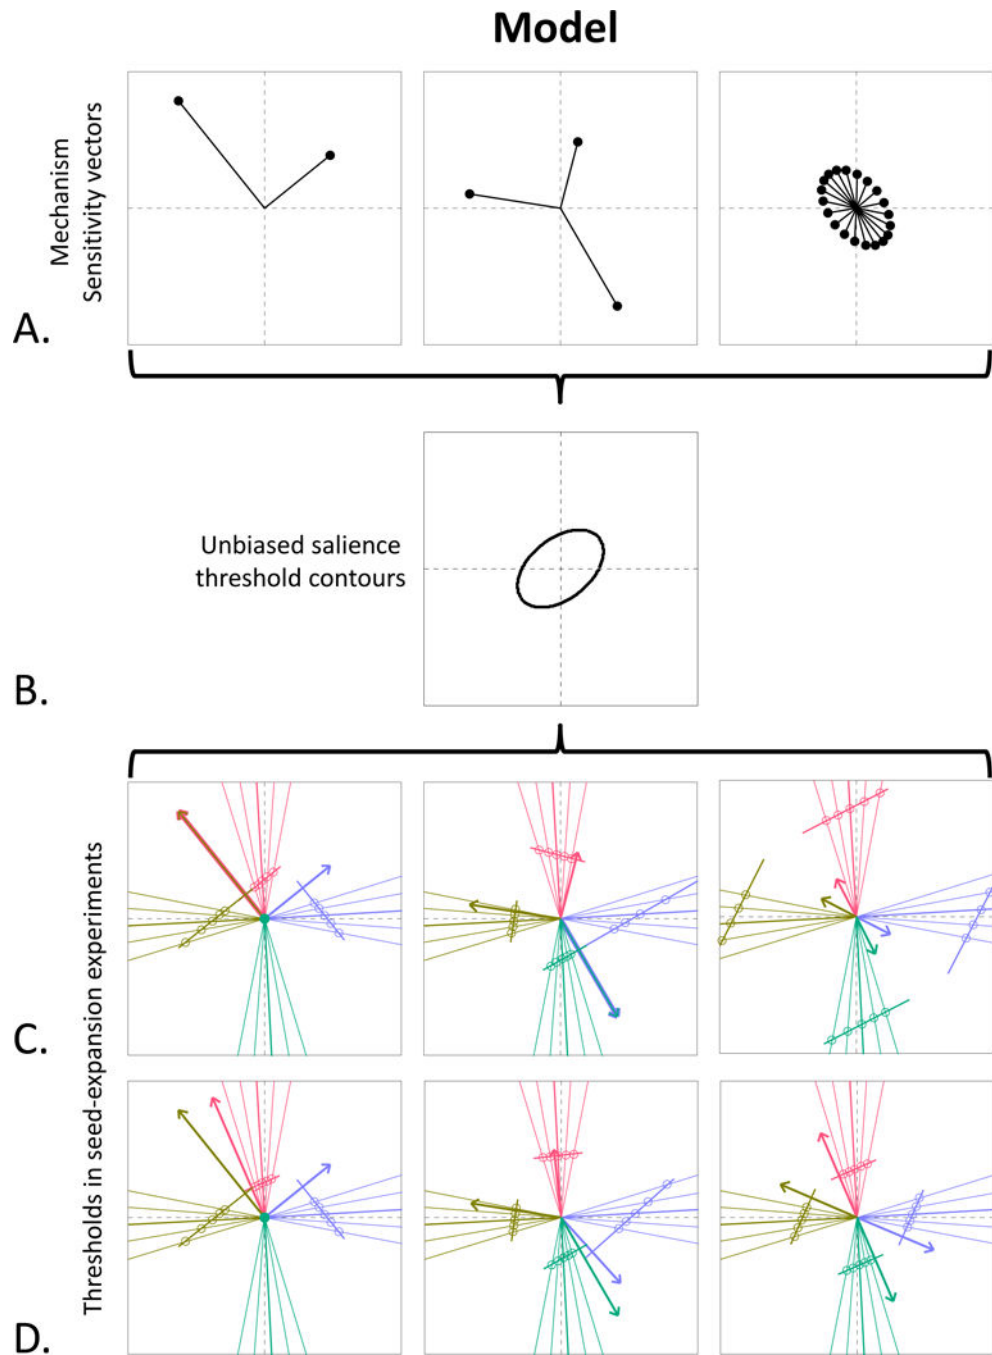 Model
Mechanism
Sensitivity vectors
A.
Unbiased salience
threshold contours
B.
Thresholds in seed-expansion experiments
C.
D.